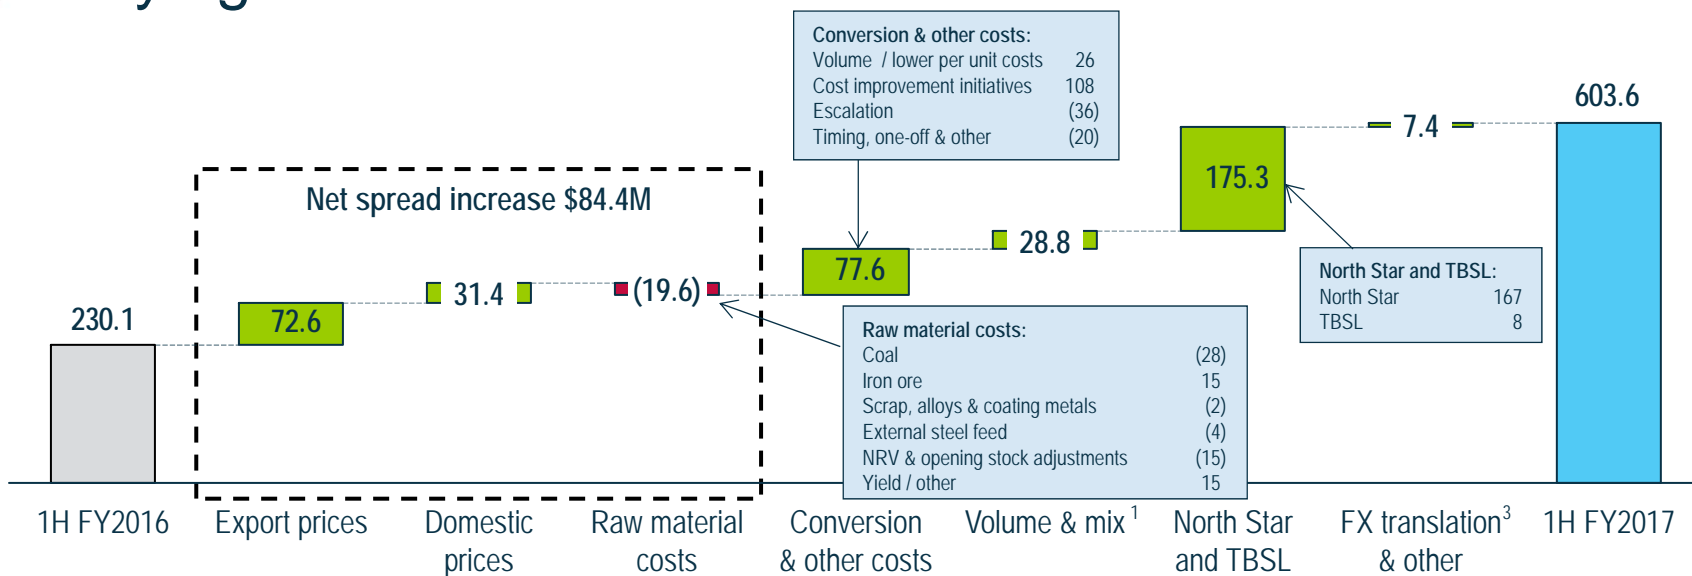 Conversion & other costs:
Volume / lower per unit costs 26
Cost improvement initiatives 108
Escalation (36)
Timing, one-off & other (20)
603.6
7.4
175.3
Net spread increase $84.4M
28.8
77.6
North Star and TBSL:
North Star 167
TBSL 8
31.4
(19.6)
72.6
230.1
Raw material costs:
Coal (28)
Iron ore 15
Scrap, alloys & coating metals (2)
External steel feed (4)
NRV & opening stock adjustments (15)
Yield / other 15
1H FY2016
Export prices
Domestic
prices
Raw material
costs
Conversion
& other costs
Volume & mix 1
North Star
and TBSL
FX translation3
& other
1H FY2017